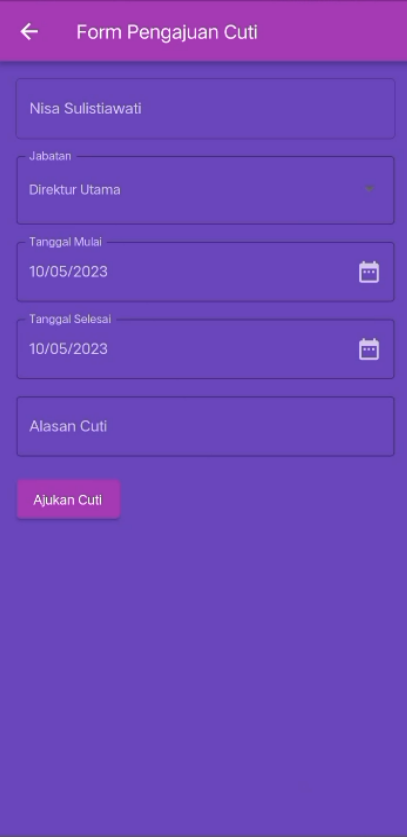 Form Pengajuan Cuti
Nisa Sulistiawati
Jabatan
Direktur Utama
Tanggal Mulai
10/05/2023
Tanggal Selesai
10/05/2023
Alasan Cuti
Ajukan Cuti